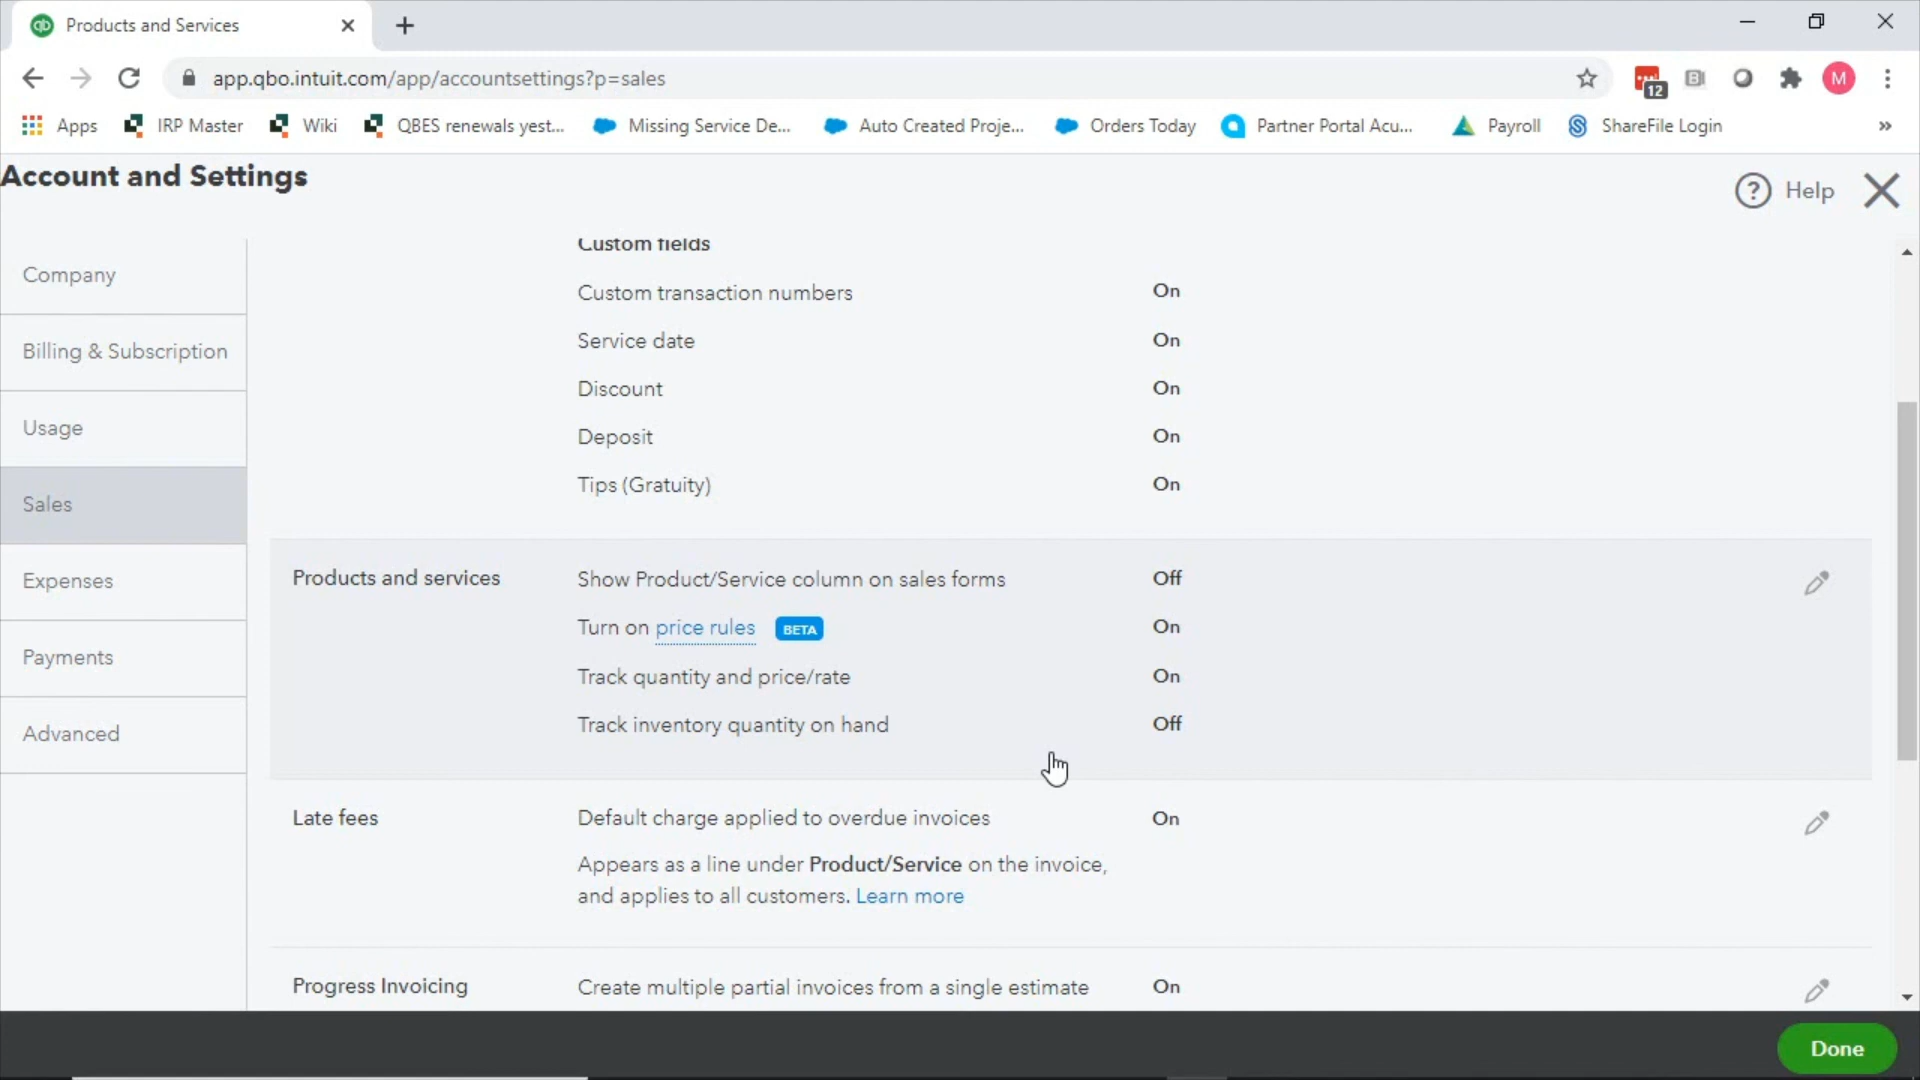 Products and Services
app.qbo.intuit.com/app/accountsettings?p=sales
12
M
Apps IRP Master Wiki QBES renewals yest... Missing Service De... Auto Created Proje... Orders Today Partner Portal Acu... Payroll ShareFile Login
Account and Settings
? Help
Custom fields
Company
Custom transaction numbers On
Service date On
Billing & Subscription
Discount On
Usage
Deposit On
Tips (Gratuity) On
Sales
Products and services Show Product/Service column on sales forms Off
Expenses
Turn on price rules BETA On
Payments
Track quantity and price/rate On
Track inventory quantity on hand Off
Advanced
Late fees Default charge applied to overdue invoices On
Appears as a line under Product/Service on the invoice,
and applies to all customers. Learn more
Progress Invoicing Create multiple partial invoices from a single estimate On
Done